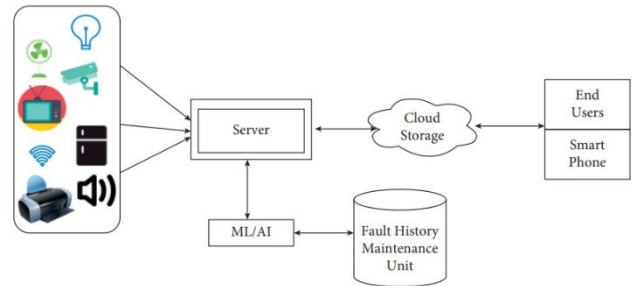 Server
Cloud
Storage
End
Users
Smart
Phone
ML/AI
Fault History
Maintenance
Unit